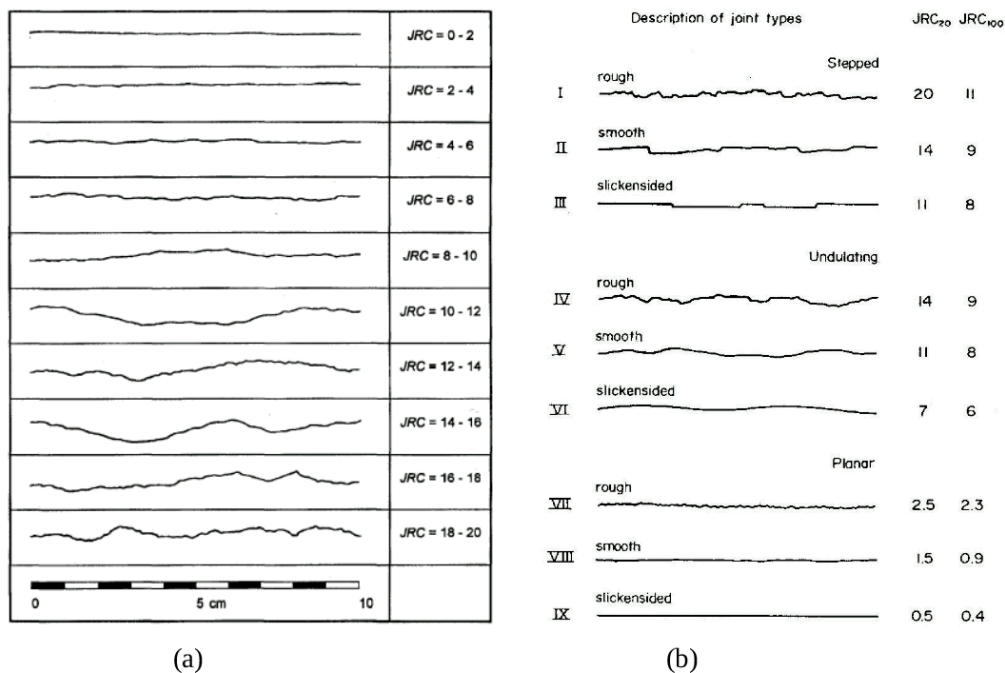 JRC = 0 - 2
JRC = 2 - 4
JRC = 4 - 6
JRC = 6 - 8
JRC = 8 - 10
JRC = 10 - 12
JRC = 12 - 14
JRC = 14 - 16
JRC = 16 - 18
JRC = 18 - 20
0 5 cm 10
(a)
Description of joint types JRC₂₀ JRC₁₀₀
Stepped
rough
I 20 11
smooth
II 14 9
slickensided
III 11 8
Undulating
rough
IV 14 9
smooth
V 11 8
slickensided
VI 7 6
Planar
rough
VII 2.5 2.3
smooth
VIII 1.5 0.9
slickensided
IX 0.5 0.4
(b)